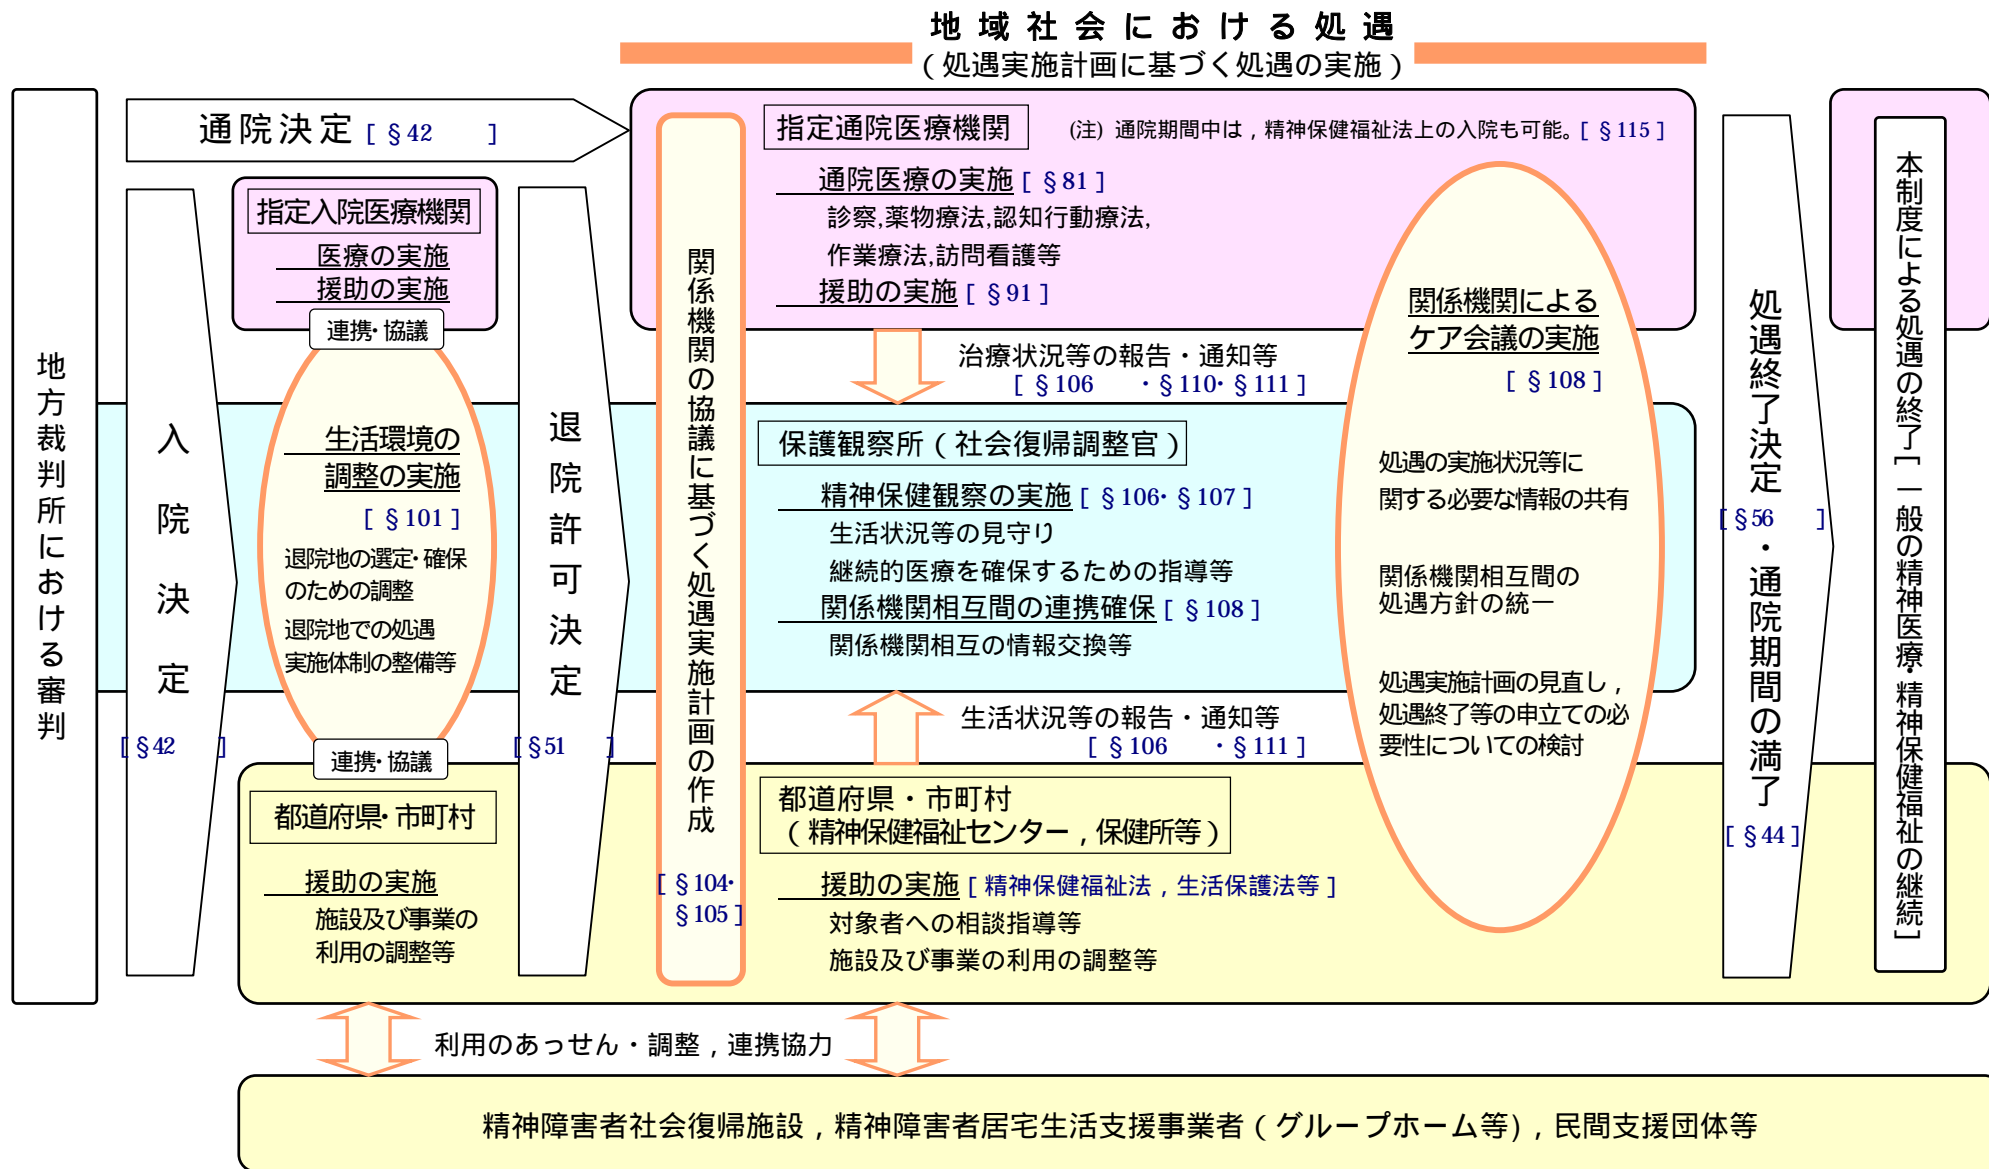 地域社会における処遇
（処遇実施計画に基づく処遇の実施）
地方裁判所における審判
通院決定［ §42　　］
入院決定
［ §42　　］
指定入院医療機関
医療の実施
援助の実施
連携・協議
生活環境の
調整の実施
［ §101 ］
退院地の選定・確保
のための調整
退院地での処遇
実施体制の整備等
連携・協議
都道府県・市町村
援助の実施
施設及び事業の
利用の調整等
退院許可決定
［ §51　　］
関係機関の協議に基づく処遇実施計画の作成
［ §104・
§105 ］
指定通院医療機関
(注) 通院期間中は，精神保健福祉法上の入院も可能。［ §115 ］
通院医療の実施［ §81 ］
診察,薬物療法,認知行動療法,
作業療法,訪問看護等
援助の実施［ §91 ］
治療状況等の報告・通知等
［ §106　　・§110・§111 ］
保護観察所（社会復帰調整官）
精神保健観察の実施［ §106・§107 ］
生活状況等の見守り
継続的医療を確保するための指導等
関係機関相互間の連携確保［ §108 ］
関係機関相互の情報交換等
生活状況等の報告・通知等
［ §106　　・§111 ］
都道府県・市町村
（精神保健福祉センター，保健所等）
援助の実施［ 精神保健福祉法，生活保護法等 ］
対象者への相談指導等
施設及び事業の利用の調整等
関係機関による
ケア会議の実施
［ §108 ］
処遇の実施状況等に
関する必要な情報の共有
関係機関相互間の
処遇方針の統一
処遇実施計画の見直し，
処遇終了等の申立ての必
要性についての検討
処遇終了決定・通院期間の満了
［ §56　　］
［ §44 ］
本制度による処遇の終了［一般の精神医療・精神保健福祉の継続］
利用のあっせん・調整，連携協力
精神障害者社会復帰施設，精神障害者居宅生活支援事業者（グループホーム等），民間支援団体等